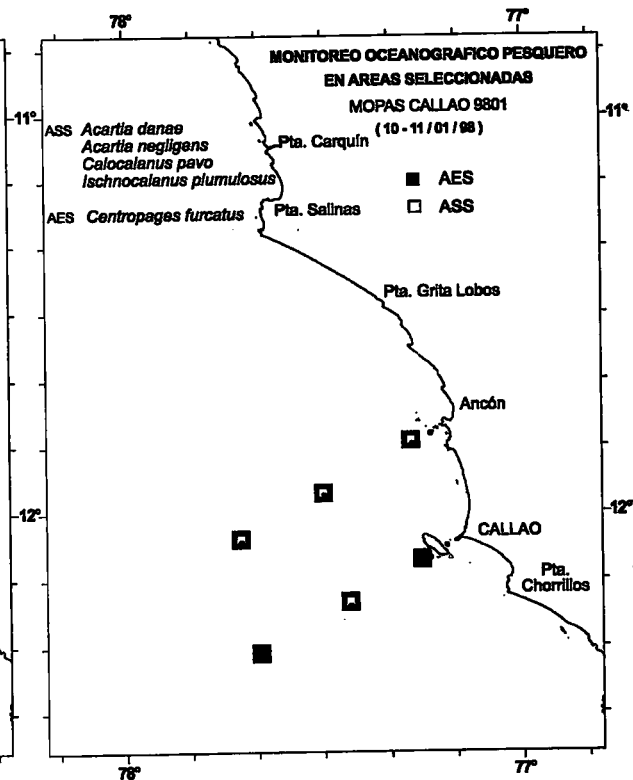 78°
77°
MONITOREO OCEANOGRAFICO PESQUERO
EN AREAS SELECCIONADAS
MOPAS CALLAO 9801
( 10 - 11 / 01 / 98 )
11°
11°
ASS Acartia danae
Acartia negligens
Calocalanus pavo
Ischnocalanus plumulosus
AES Centropages furcatus
Pta. Carquín
AES
ASS
Pta. Salinas
Pta. Grita Lobos
Ancón
12°
12°
CALLAO
Pta.
Chorrillos
78°
77°